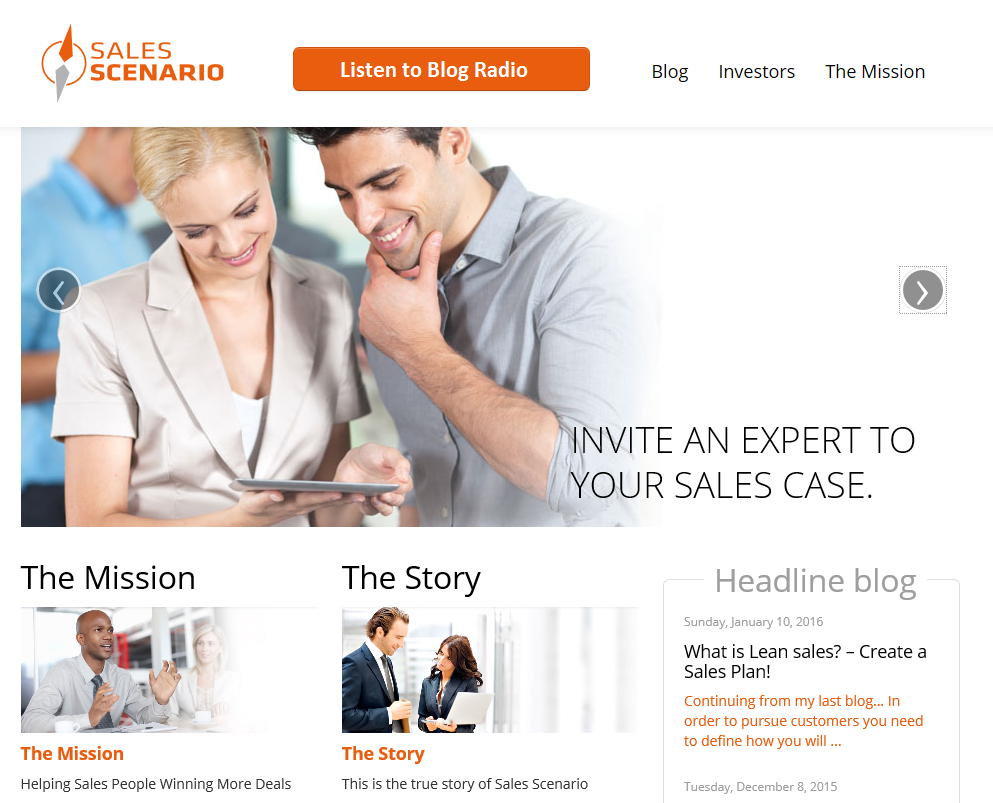 SALES
SCENARIO
Listen to Blog Radio
Blog
Investors
The Mission
INVITE AN EXPERT TO
YOUR SALES CASE.
The Mission
The Mission
Helping Sales People Winning More Deals
The Story
The Story
This is the true story of Sales Scenario
Headline blog
Sunday, January 10, 2016
What is Lean sales? – Create a
Sales Plan!
Continuing from my last blog... In
order to pursue customers you need
to define how you will ...
Tuesday, December 8, 2015